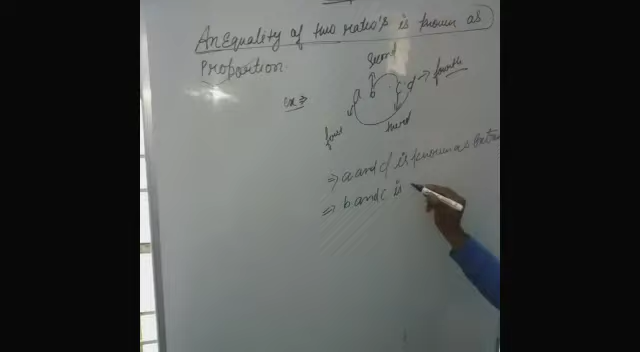 An Equality of two ratio's is known as
Proportion.
ex ⇒
second
a b c d → fourth
first
third
⇒ a and d is known as Extre
⇒ b and c is